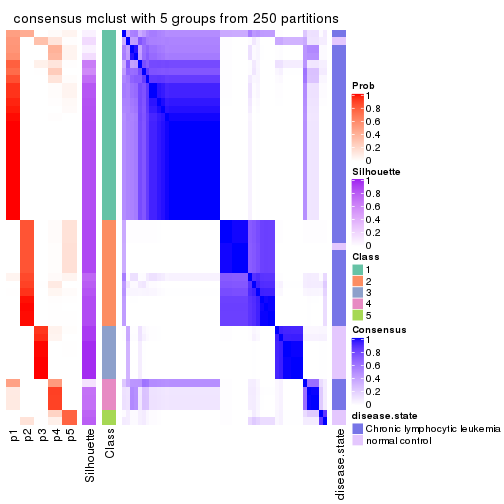 consensus mclust with 5 groups from 250 partitions
Prob
1
0.8
0.6
0.4
0.2
0
Silhouette
1
0.8
0.6
0.4
0.2
0
Class
1
2
3
4
5
Consensus
1
0.8
0.6
0.4
0.2
0
disease.state
Chronic lymphocytic leukemia
normal control
p1
p2
p3
p4
p5
Silhouette
Class
disease.state